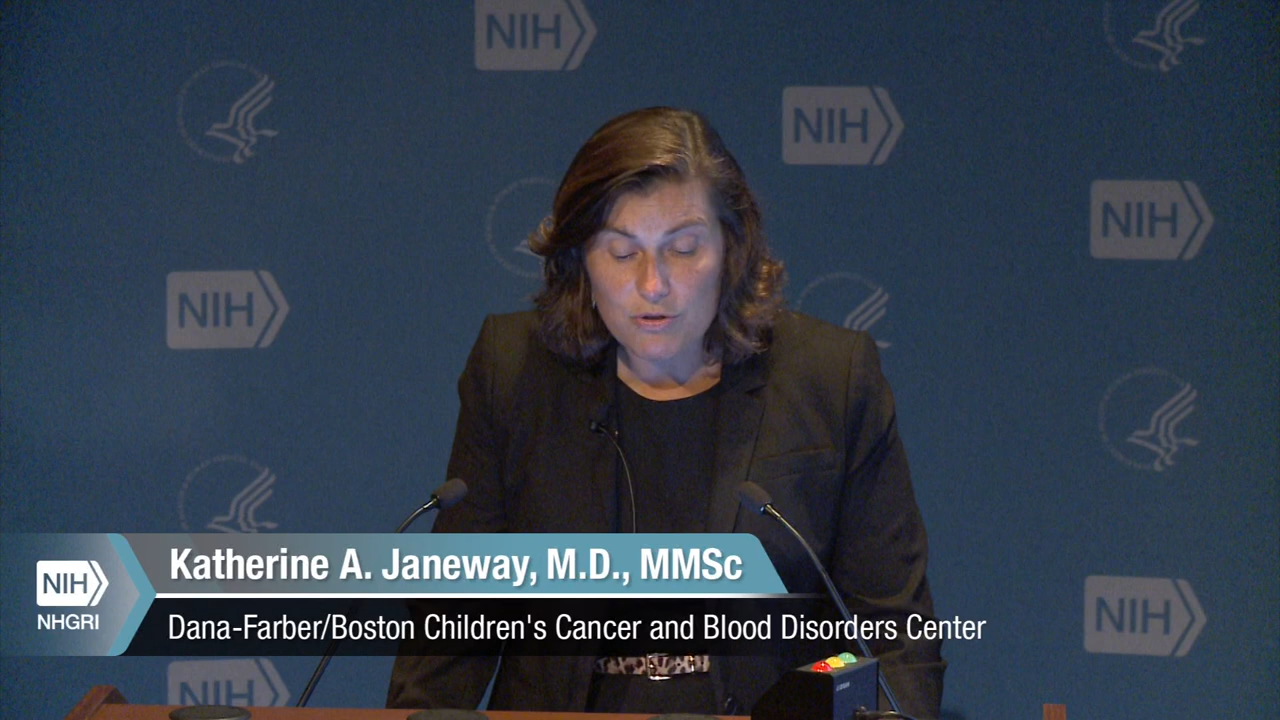 NIH
NIH
NIH
NIH
Katherine A. Janeway, M.D., MMSc
NIH
NHGRI
Dana-Farber/Boston Children's Cancer and Blood Disorders Center
NIH
NIH